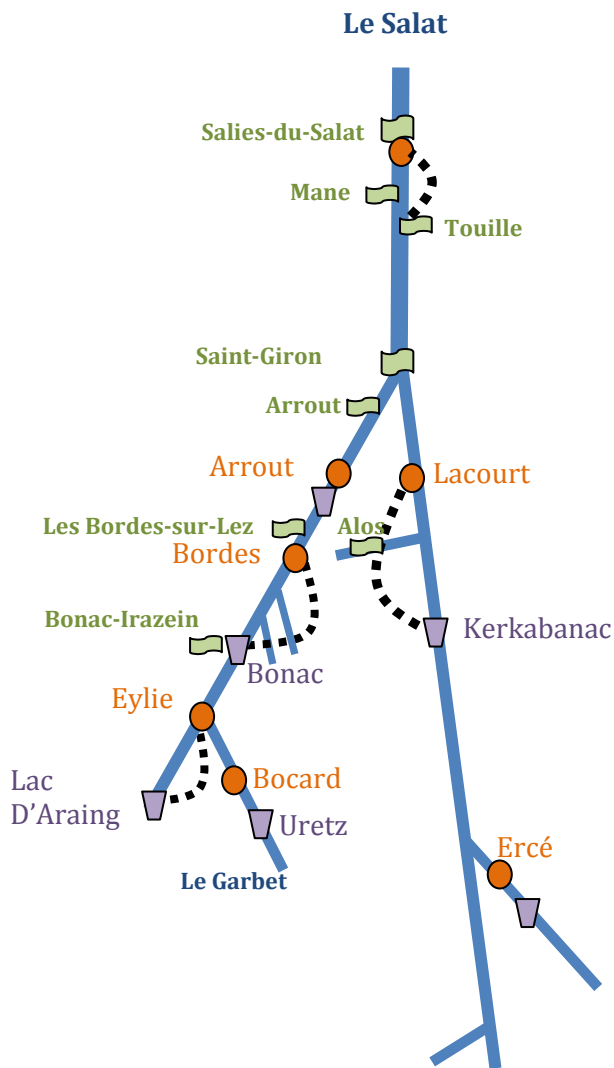 Le Salat
Salies-du-Salat
Mane
Touille
Saint-Giron
Arrout
Arrout
Lacourt
Les Bordes-sur-Lez
Alos
Bordes
Bonac-Irazein
Kerkabanac
Bonac
Eylie
Lac
D'Araing
Bocard
Uretz
Ercé
Le Garbet